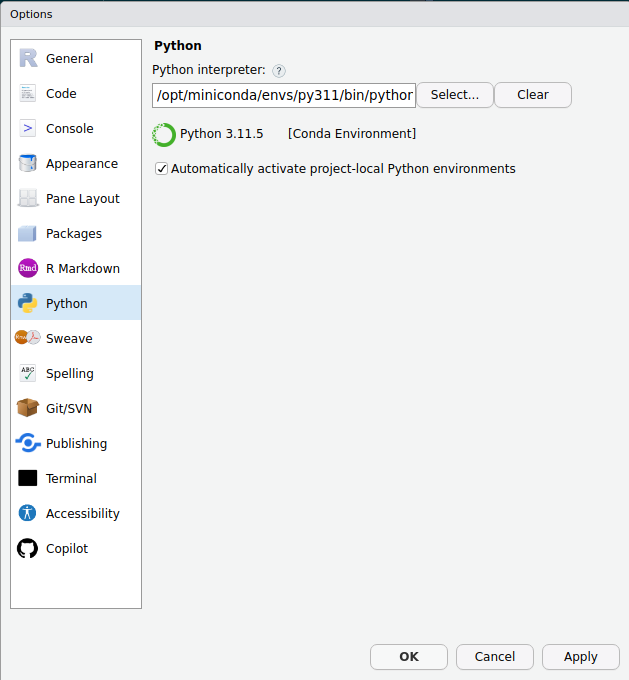 Options
General
Code
Console
Appearance
Pane Layout
Packages
Rmd R Markdown
Python
Sweave
ABC Spelling
Git/SVN
Publishing
Terminal
Accessibility
Copilot
Python
Python interpreter: ?
/opt/miniconda/envs/py311/bin/pythor
Select...
Clear
Python 3.11.5 [Conda Environment]
Automatically activate project-local Python environments
OK
Cancel
Apply